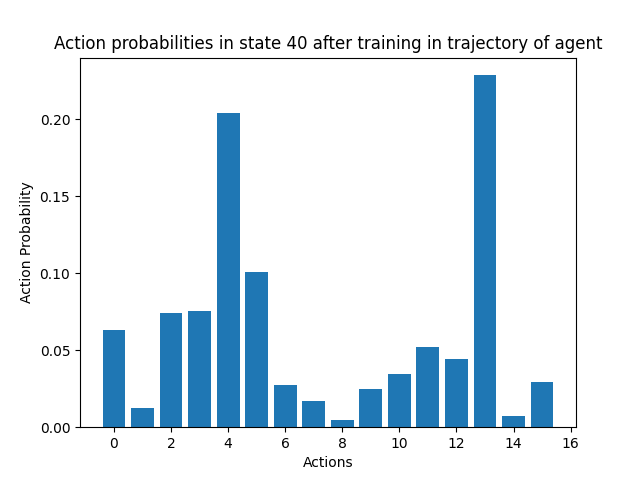 Action probabilities in state 40 after training in trajectory of agent
Action Probability
0.20
0.15
0.10
0.05
0.00
0 2 4 6 8 10 12 14 16
Actions